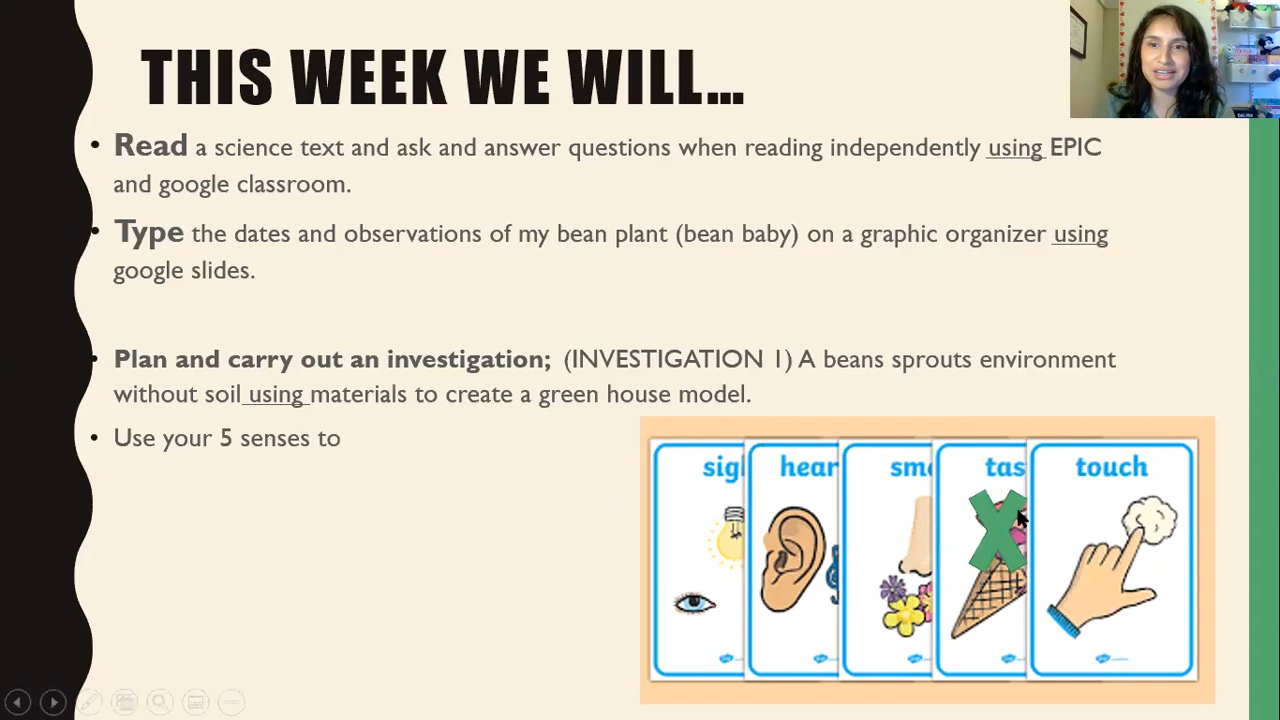 THIS WEEK WE WILL...
• Read a science text and ask and answer questions when reading independently using EPIC
and google classroom.
• Type the dates and observations of my bean plant (bean baby) on a graphic organizer using
google slides.
• Plan and carry out an investigation; (INVESTIGATION 1) A beans sprouts environment
without soil using materials to create a green house model.
• Use your 5 senses to
sig
hear
sm
tas
touch